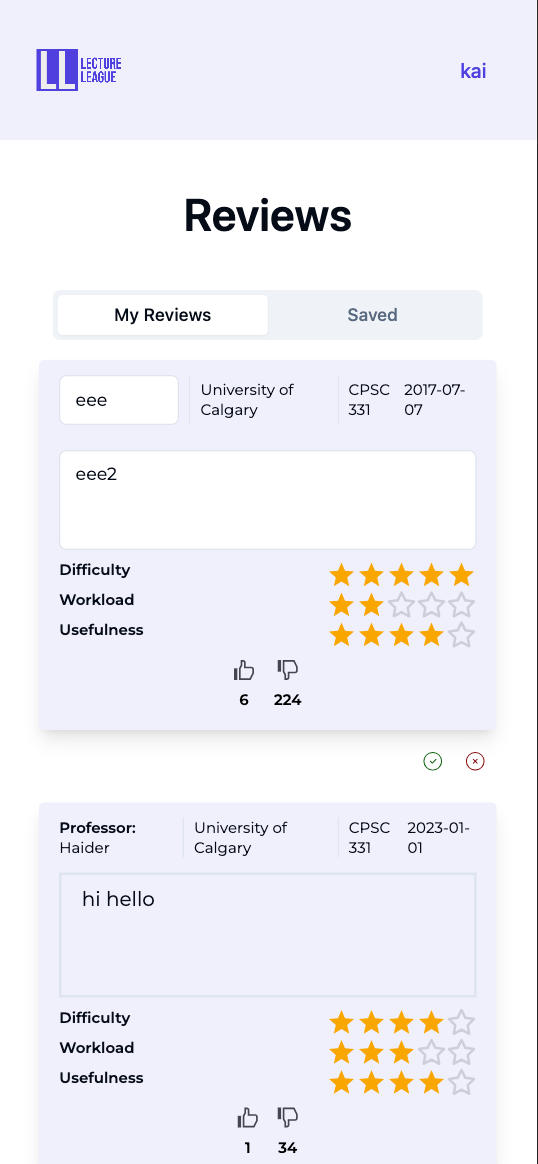 LECTURE
LEAGUE
kai
Reviews
My Reviews
Saved
eee
University of
Calgary
CPSC
331
2017-07-
07
eee2
Difficulty
Workload
Usefulness
6
224
Professor:
Haider
University of
Calgary
CPSC
331
2023-01-
01
hi hello
Difficulty
Workload
Usefulness
1
34